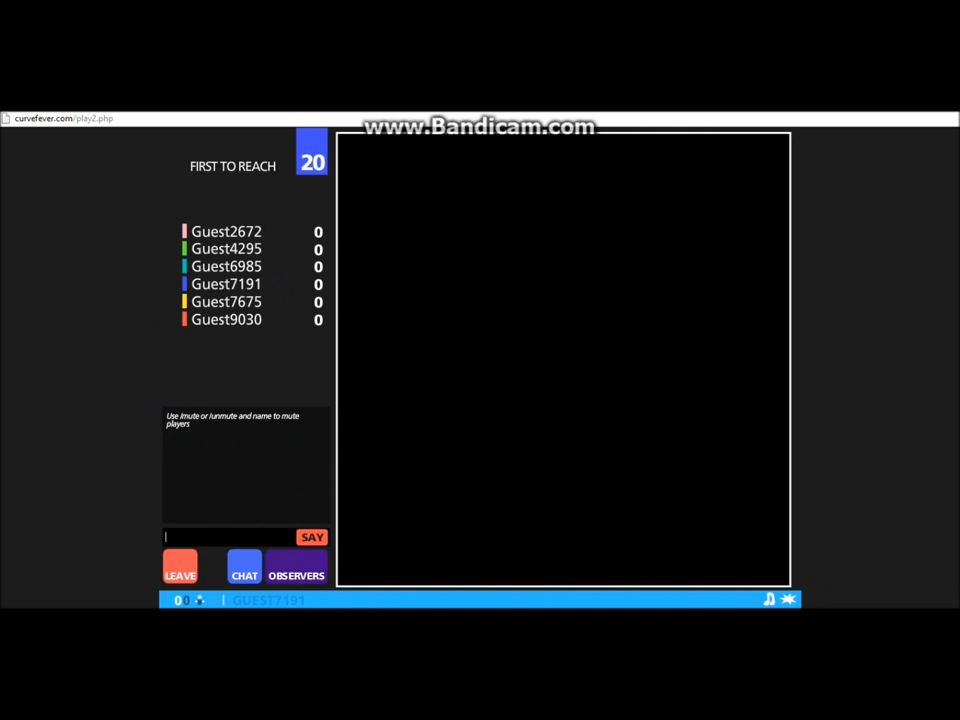 curvefever.com/play2.php
www.Bandicam.com
FIRST TO REACH 20
Guest2672 0
Guest4295 0
Guest6985 0
Guest7191 0
Guest7675 0
Guest9030 0
Use /mute or /unmute and name to mute
players
SAY
LEAVE CHAT OBSERVERS
00 GUEST7191